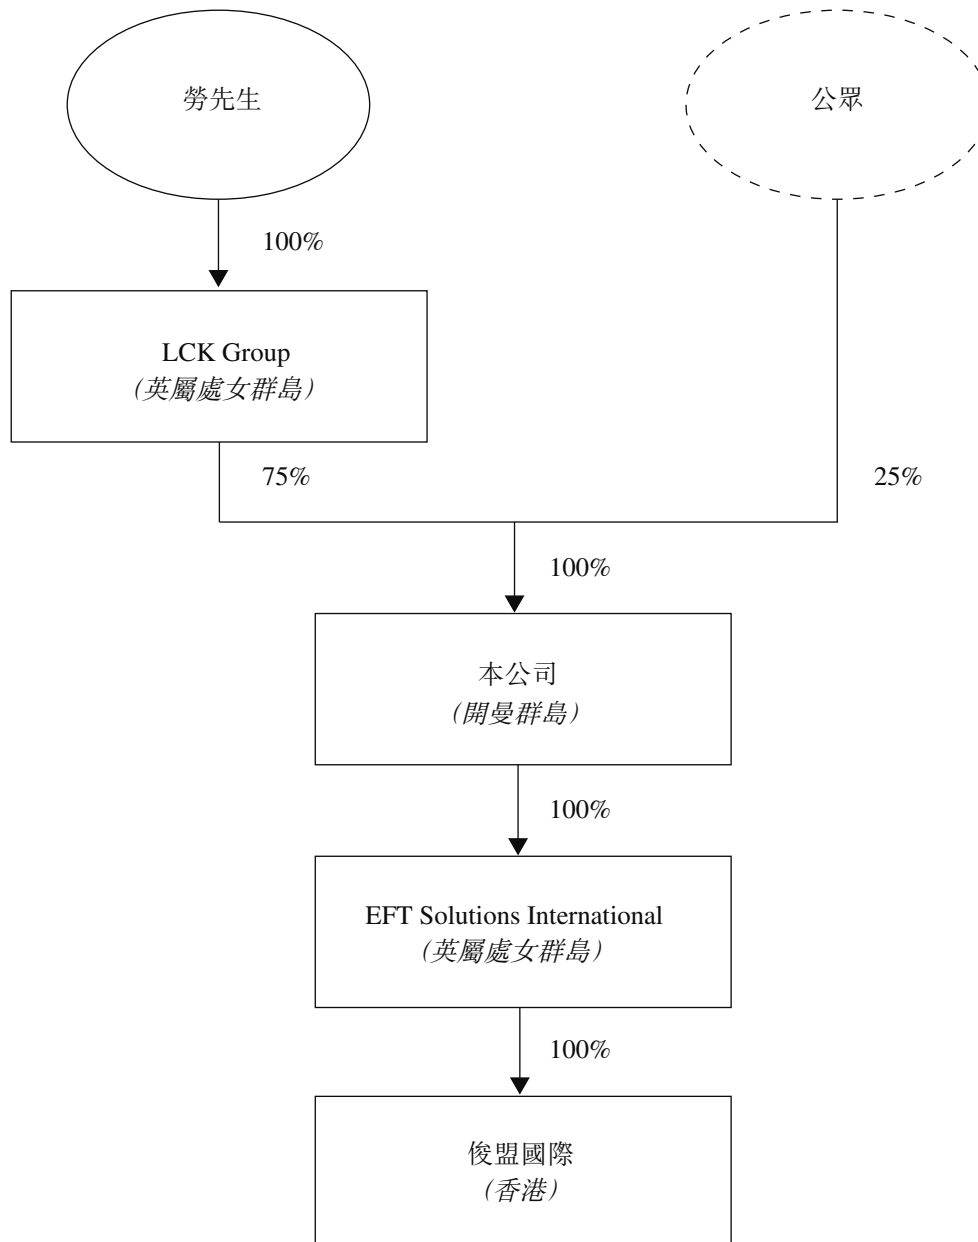 勞先生
公眾
100%
LCK Group
(英屬處女群島)
75%
25%
100%
本公司
(開曼群島)
100%
EFT Solutions International
(英屬處女群島)
100%
俊盟國際
(香港)